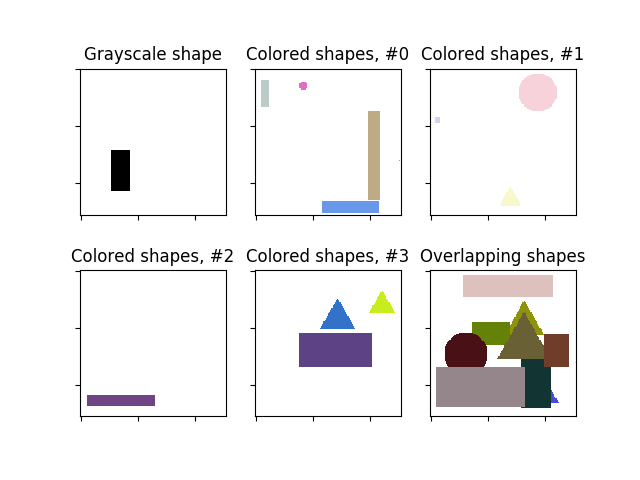 Grayscale shape
Colored shapes, #0
Colored shapes, #1
Colored shapes, #2
Colored shapes, #3
Overlapping shapes